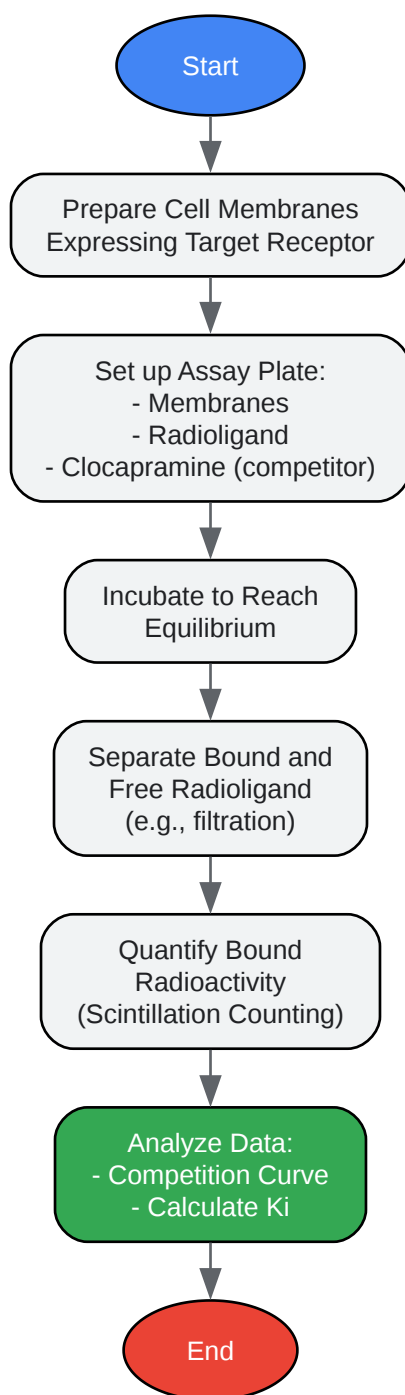 Start
Prepare Cell Membranes
Expressing Target Receptor
Set up Assay Plate:
- Membranes
- Radioligand
- Clocapramine (competitor)
Incubate to Reach
Equilibrium
Separate Bound and
Free Radioligand
(e.g., filtration)
Quantify Bound
Radioactivity
(Scintillation Counting)
Analyze Data:
- Competition Curve
- Calculate Ki
End